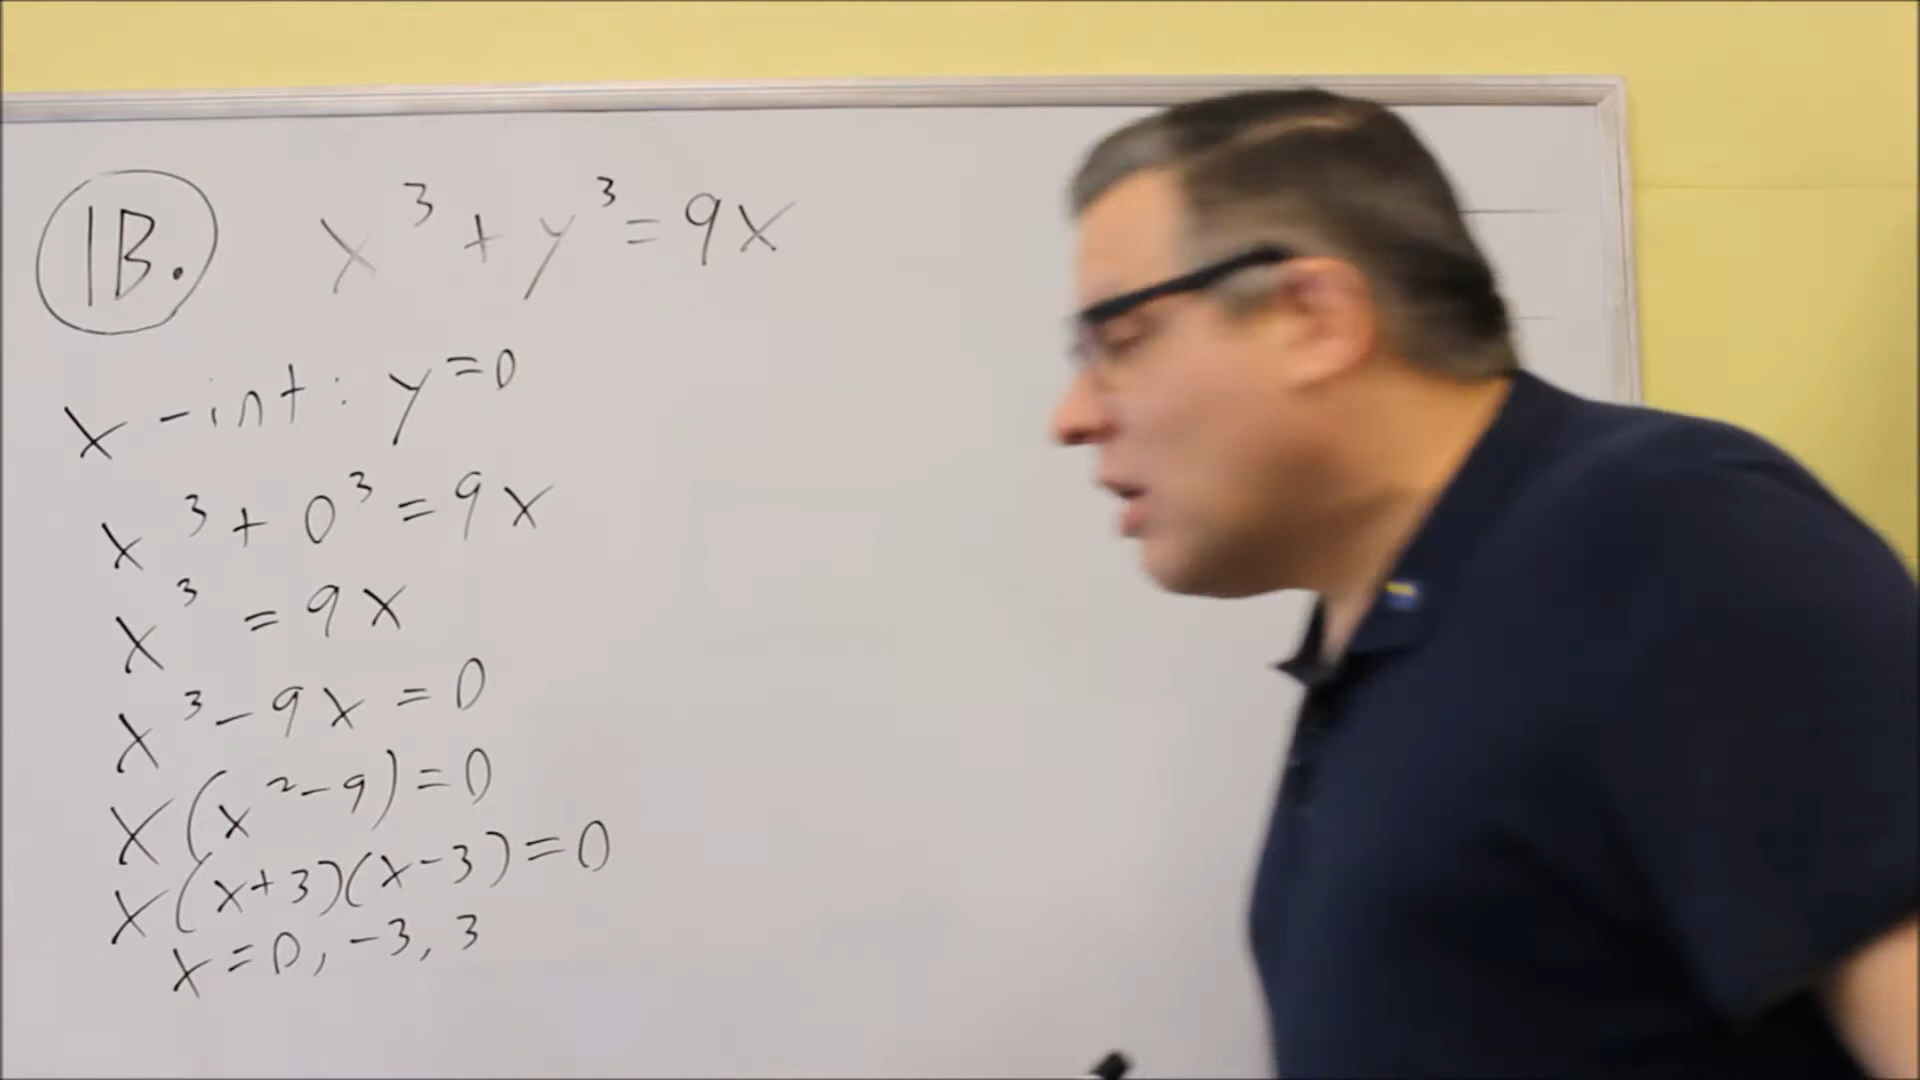 1B. x³ + y³ = 9x
x-int: y=0
x³ + 0³ = 9x
x³ = 9x
x³ - 9x = 0
x(x²-9)=0
x(x+3)(x-3)=0
x=0, -3, 3